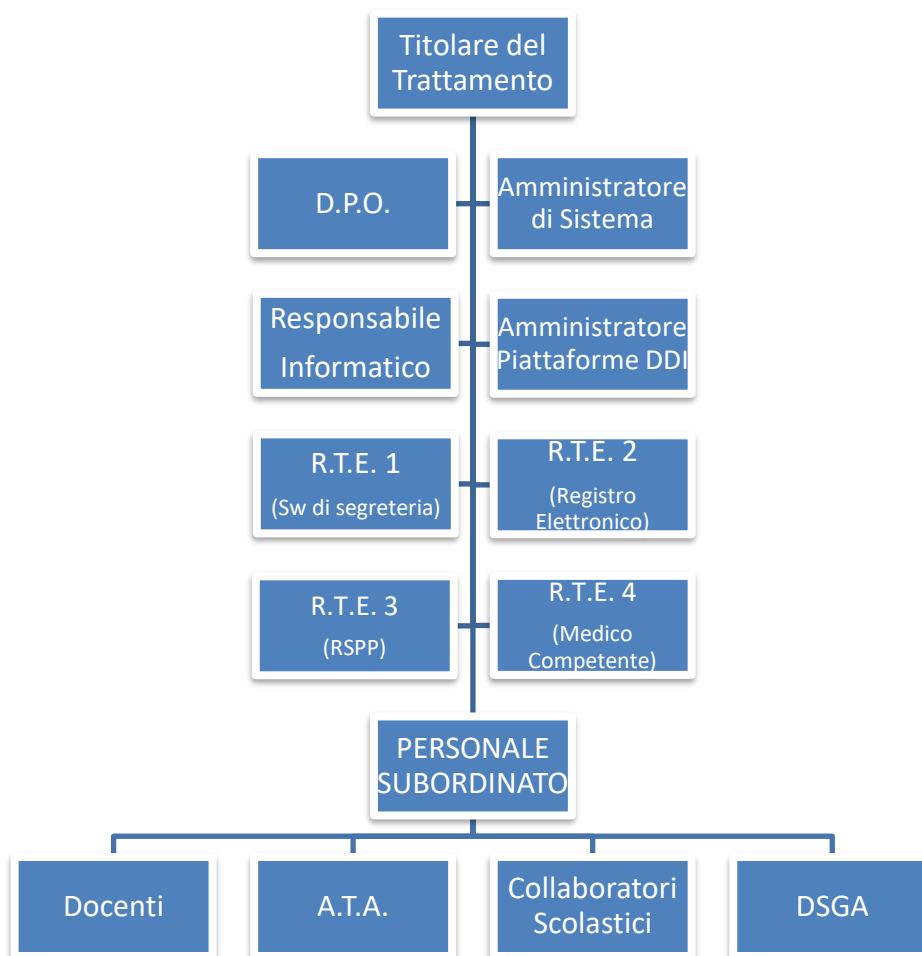 Titolare del
Trattamento
D.P.O.
Amministratore
di Sistema
Responsabile
Informatico
Amministratore
Piattaforme DDI
R.T.E. 1
(Sw di segreteria)
R.T.E. 2
(Registro
Elettronico)
R.T.E. 3
(RSPP)
R.T.E. 4
(Medico
Competente)
PERSONALE
SUBORDINATO
Docenti
A.T.A.
Collaboratori
Scolastici
DSGA